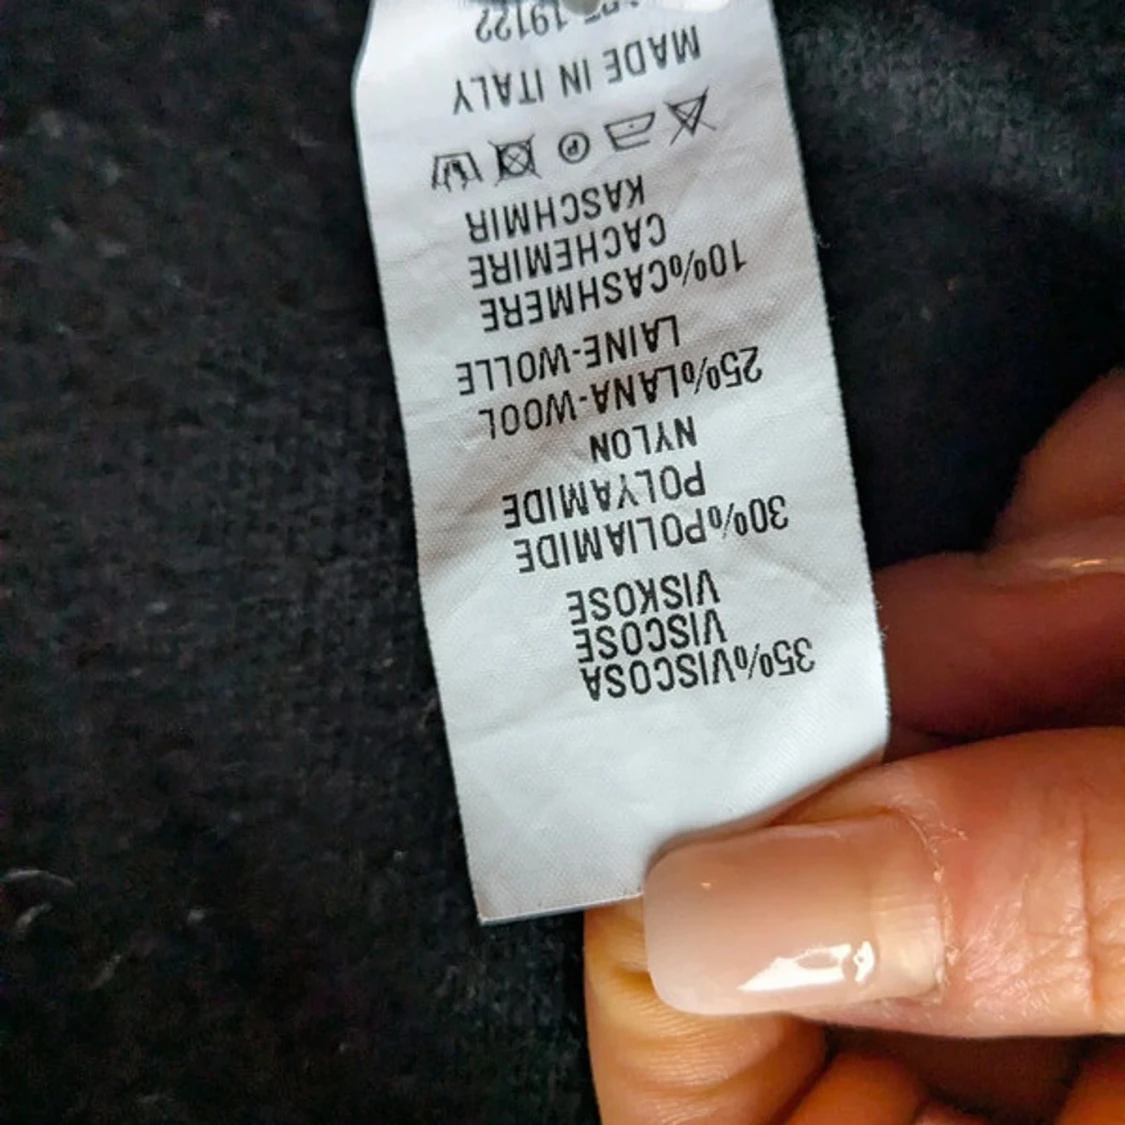 35%VISCOSA
VISCOSE
VISKOSE
30%POLIAMIDE
POLYAMIDE
NYLON
25%LANA-WOOL
LAINE-WOLLE
10%CASHMERE
CACHEMIRE
KASCHMIR
P
MADE IN ITALY
19122